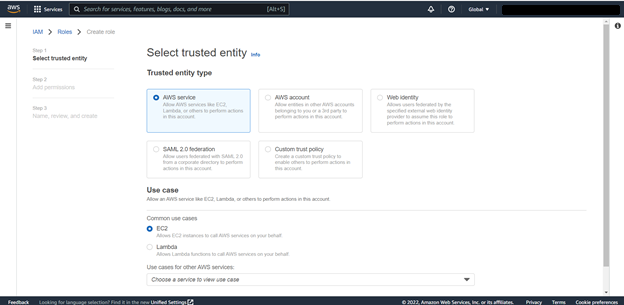 aws
Services
Search for services, features, blogs, docs, and more
[Alt+S]
Global
IAM
Roles
Create role
Step 1
Select trusted entity
Step 2
Add permissions
Step 3
Name, review, and create
Select trusted entity Info
Trusted entity type
AWS service
Allow AWS services like EC2,
Lambda, or others to perform actions
in this account.
AWS account
Allow entities in other AWS accounts
belonging to you or a 3rd party to
perform actions in this account.
Web identity
Allows users federated by the
specified external web identity
provider to assume this role to
perform actions in this account.
SAML 2.0 federation
Allow users federated with SAML 2.0
from a corporate directory to perform
actions in this account.
Custom trust policy
Create a custom trust policy to
enable others to perform actions in
this account.
Use case
Allow an AWS service like EC2, Lambda, or others to perform actions in this account.
Common use cases
EC2
Allows EC2 instances to call AWS services on your behalf.
Lambda
Allows Lambda functions to call AWS services on your behalf.
Use cases for other AWS services:
Choose a service to view use case
Feedback
Looking for language selection? Find it in the new Unified Settings
© 2022, Amazon Web Services, Inc. or its affiliates.
Privacy
Terms
Cookie preferences